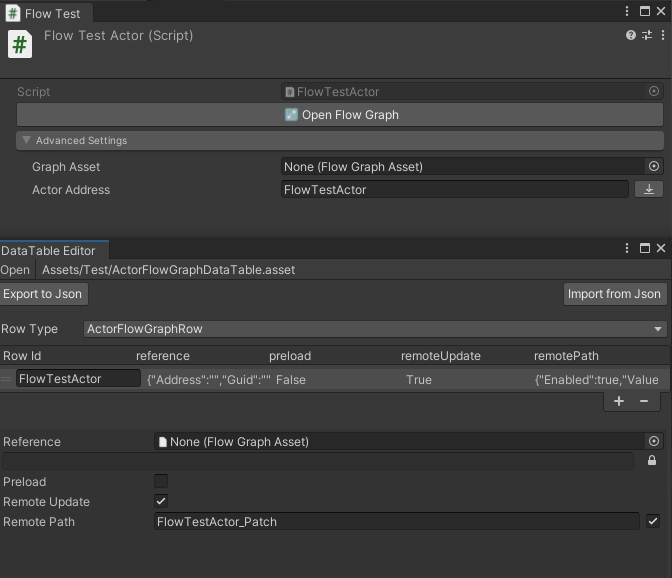 Flow Test
Flow Test Actor (Script)
Script FlowTestActor
Open Flow Graph
Advanced Settings
Graph Asset None (Flow Graph Asset)
Actor Address FlowTestActor
DataTable Editor
Open Assets/Test/ActorFlowGraphDataTable.asset
Export to Json Import from Json
Row Type ActorFlowGraphRow
Row Id reference preload remoteUpdate remotePath
FlowTestActor {"Address":"","Guid":"" False True {"Enabled":true,"Value
+ −
Reference None (Flow Graph Asset)
Preload
Remote Update
Remote Path FlowTestActor_Patch